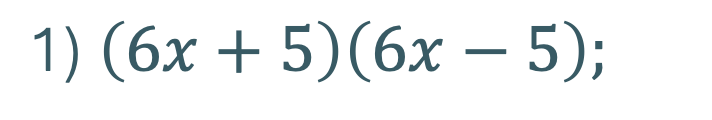 1) (6x + 5)(6x − 5);